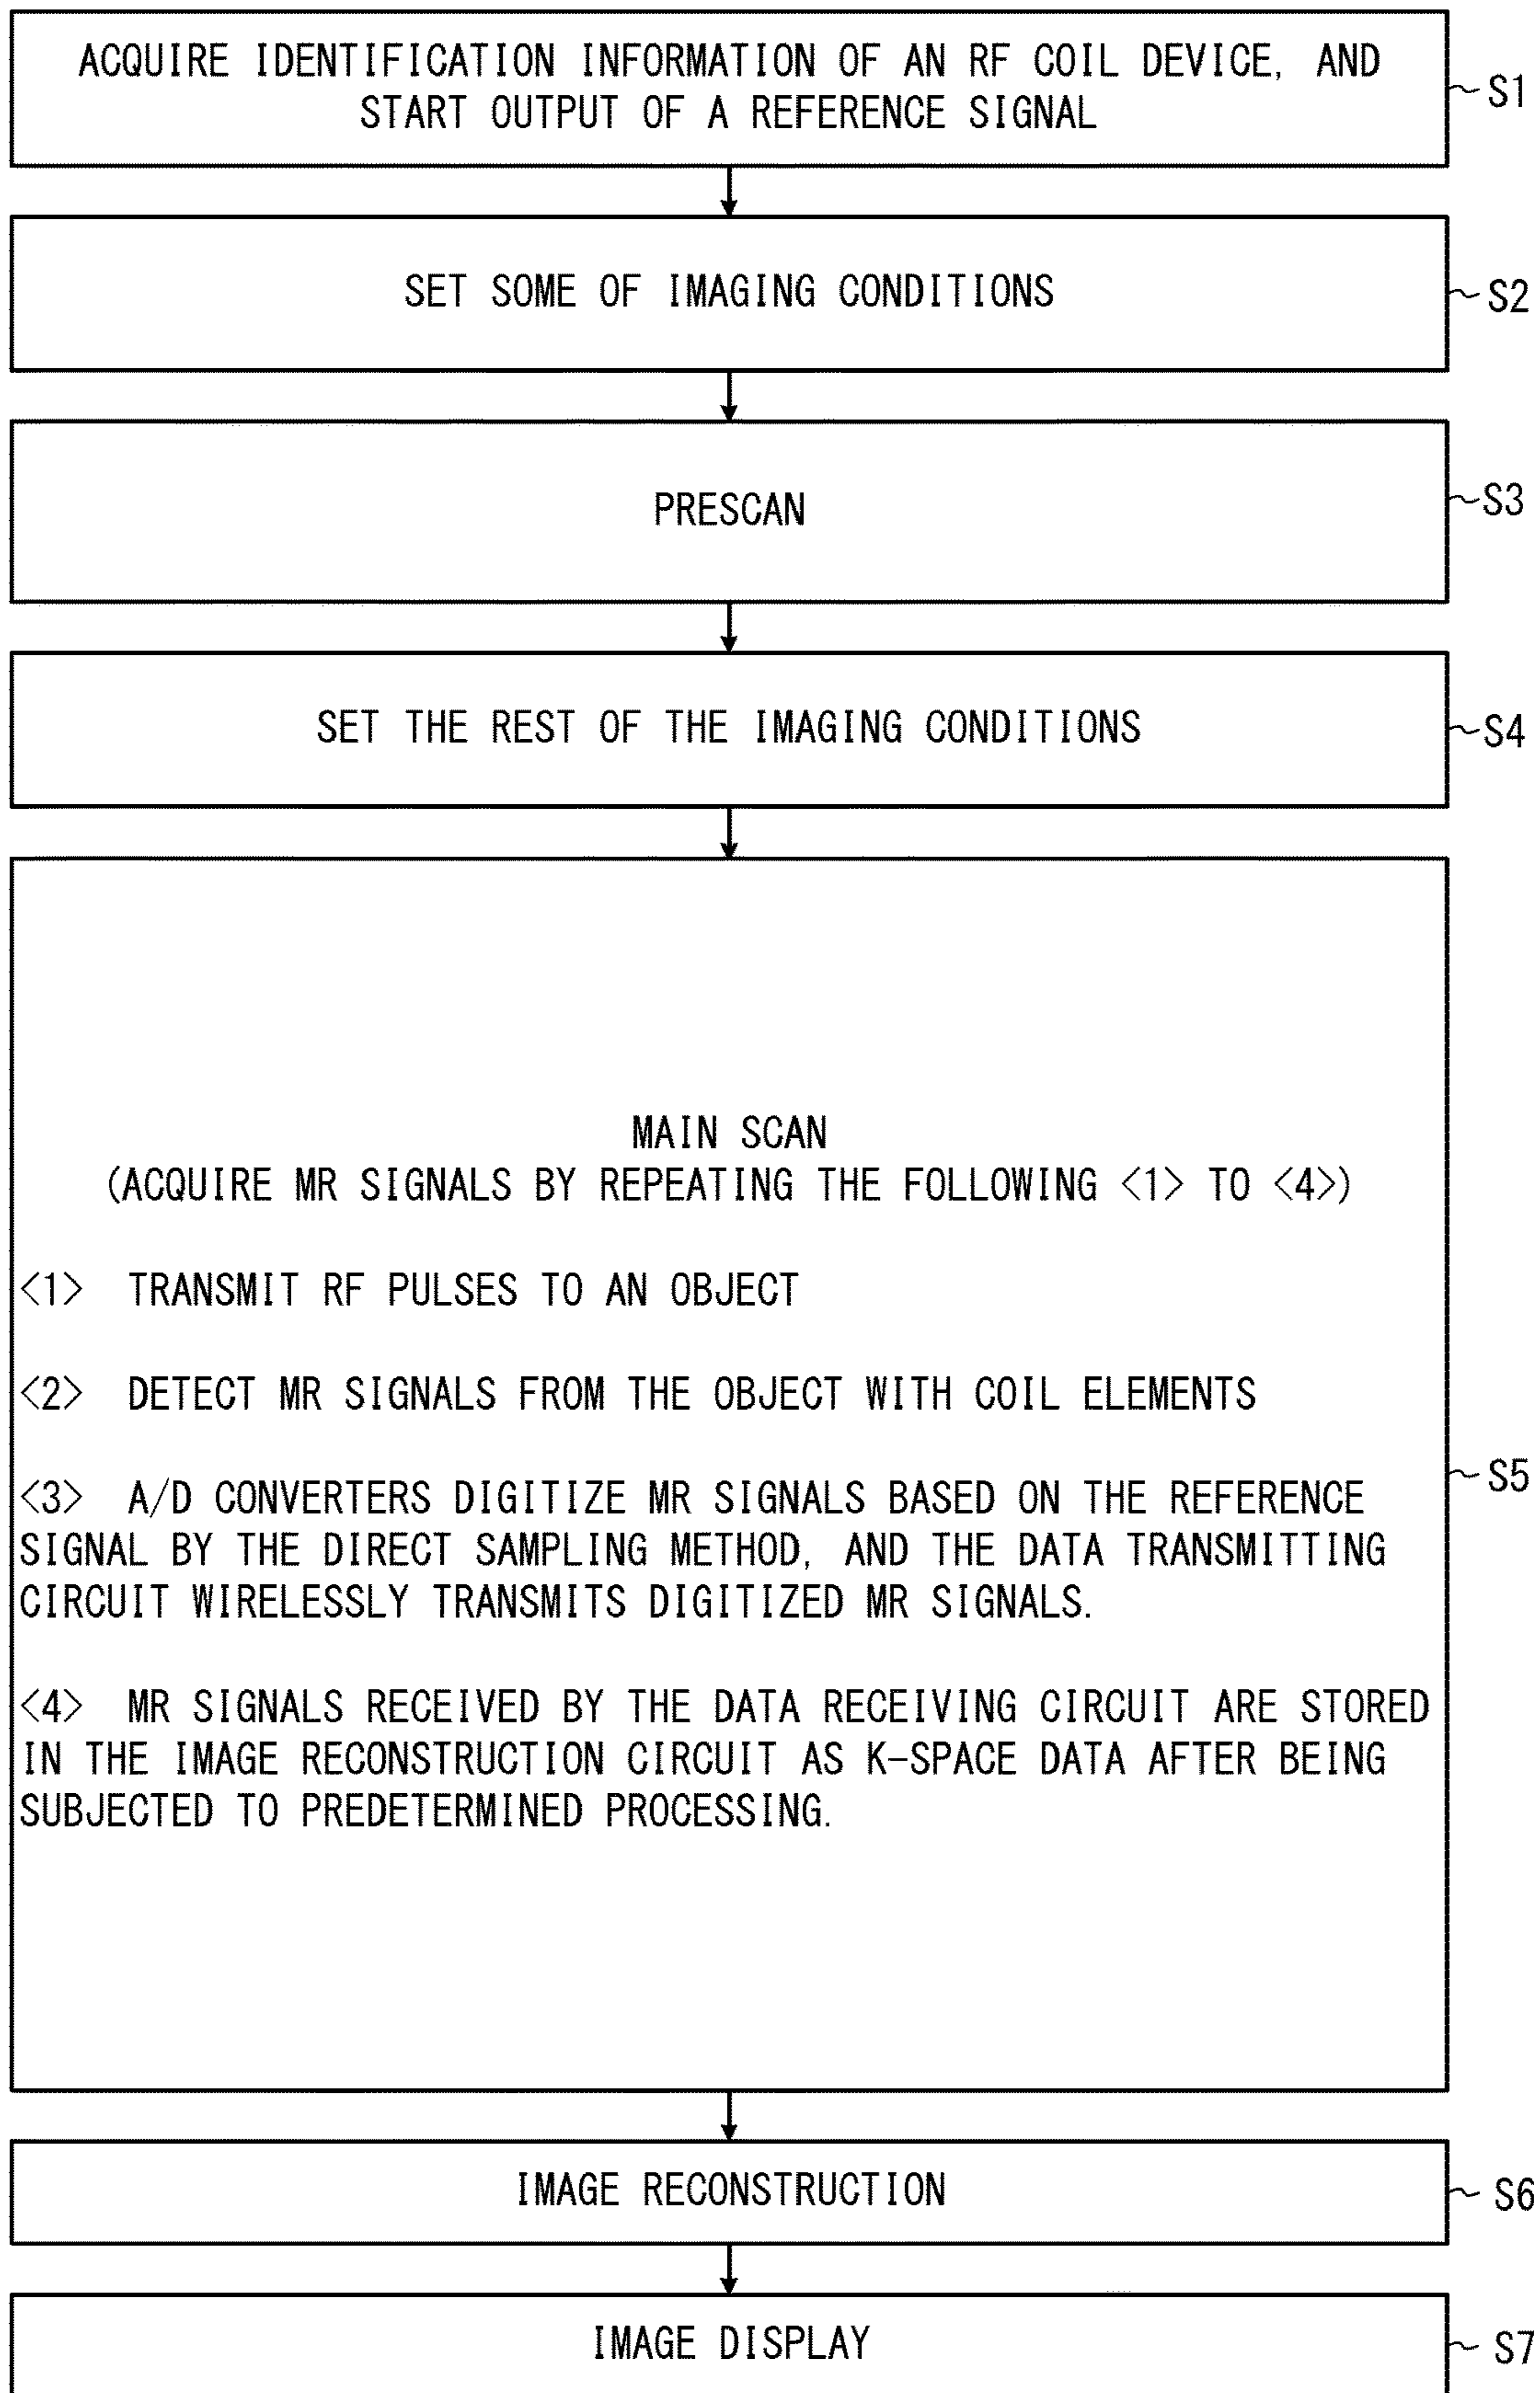 ACQUIRE IDENTIFICATION INFORMATION OF AN RF COIL DEVICE, AND
START OUTPUT OF A REFERENCE SIGNAL
S1
SET SOME OF IMAGING CONDITIONS
S2
PRESCAN
S3
SET THE REST OF THE IMAGING CONDITIONS
S4
MAIN SCAN
(ACQUIRE MR SIGNALS BY REPEATING THE FOLLOWING <1> TO <4>)
<1> TRANSMIT RF PULSES TO AN OBJECT
<2> DETECT MR SIGNALS FROM THE OBJECT WITH COIL ELEMENTS
<3> A/D CONVERTERS DIGITIZE MR SIGNALS BASED ON THE REFERENCE
SIGNAL BY THE DIRECT SAMPLING METHOD, AND THE DATA TRANSMITTING
CIRCUIT WIRELESSLY TRANSMITS DIGITIZED MR SIGNALS.
<4> MR SIGNALS RECEIVED BY THE DATA RECEIVING CIRCUIT ARE STORED
IN THE IMAGE RECONSTRUCTION CIRCUIT AS K-SPACE DATA AFTER BEING
SUBJECTED TO PREDETERMINED PROCESSING.
S5
IMAGE RECONSTRUCTION
S6
IMAGE DISPLAY
S7